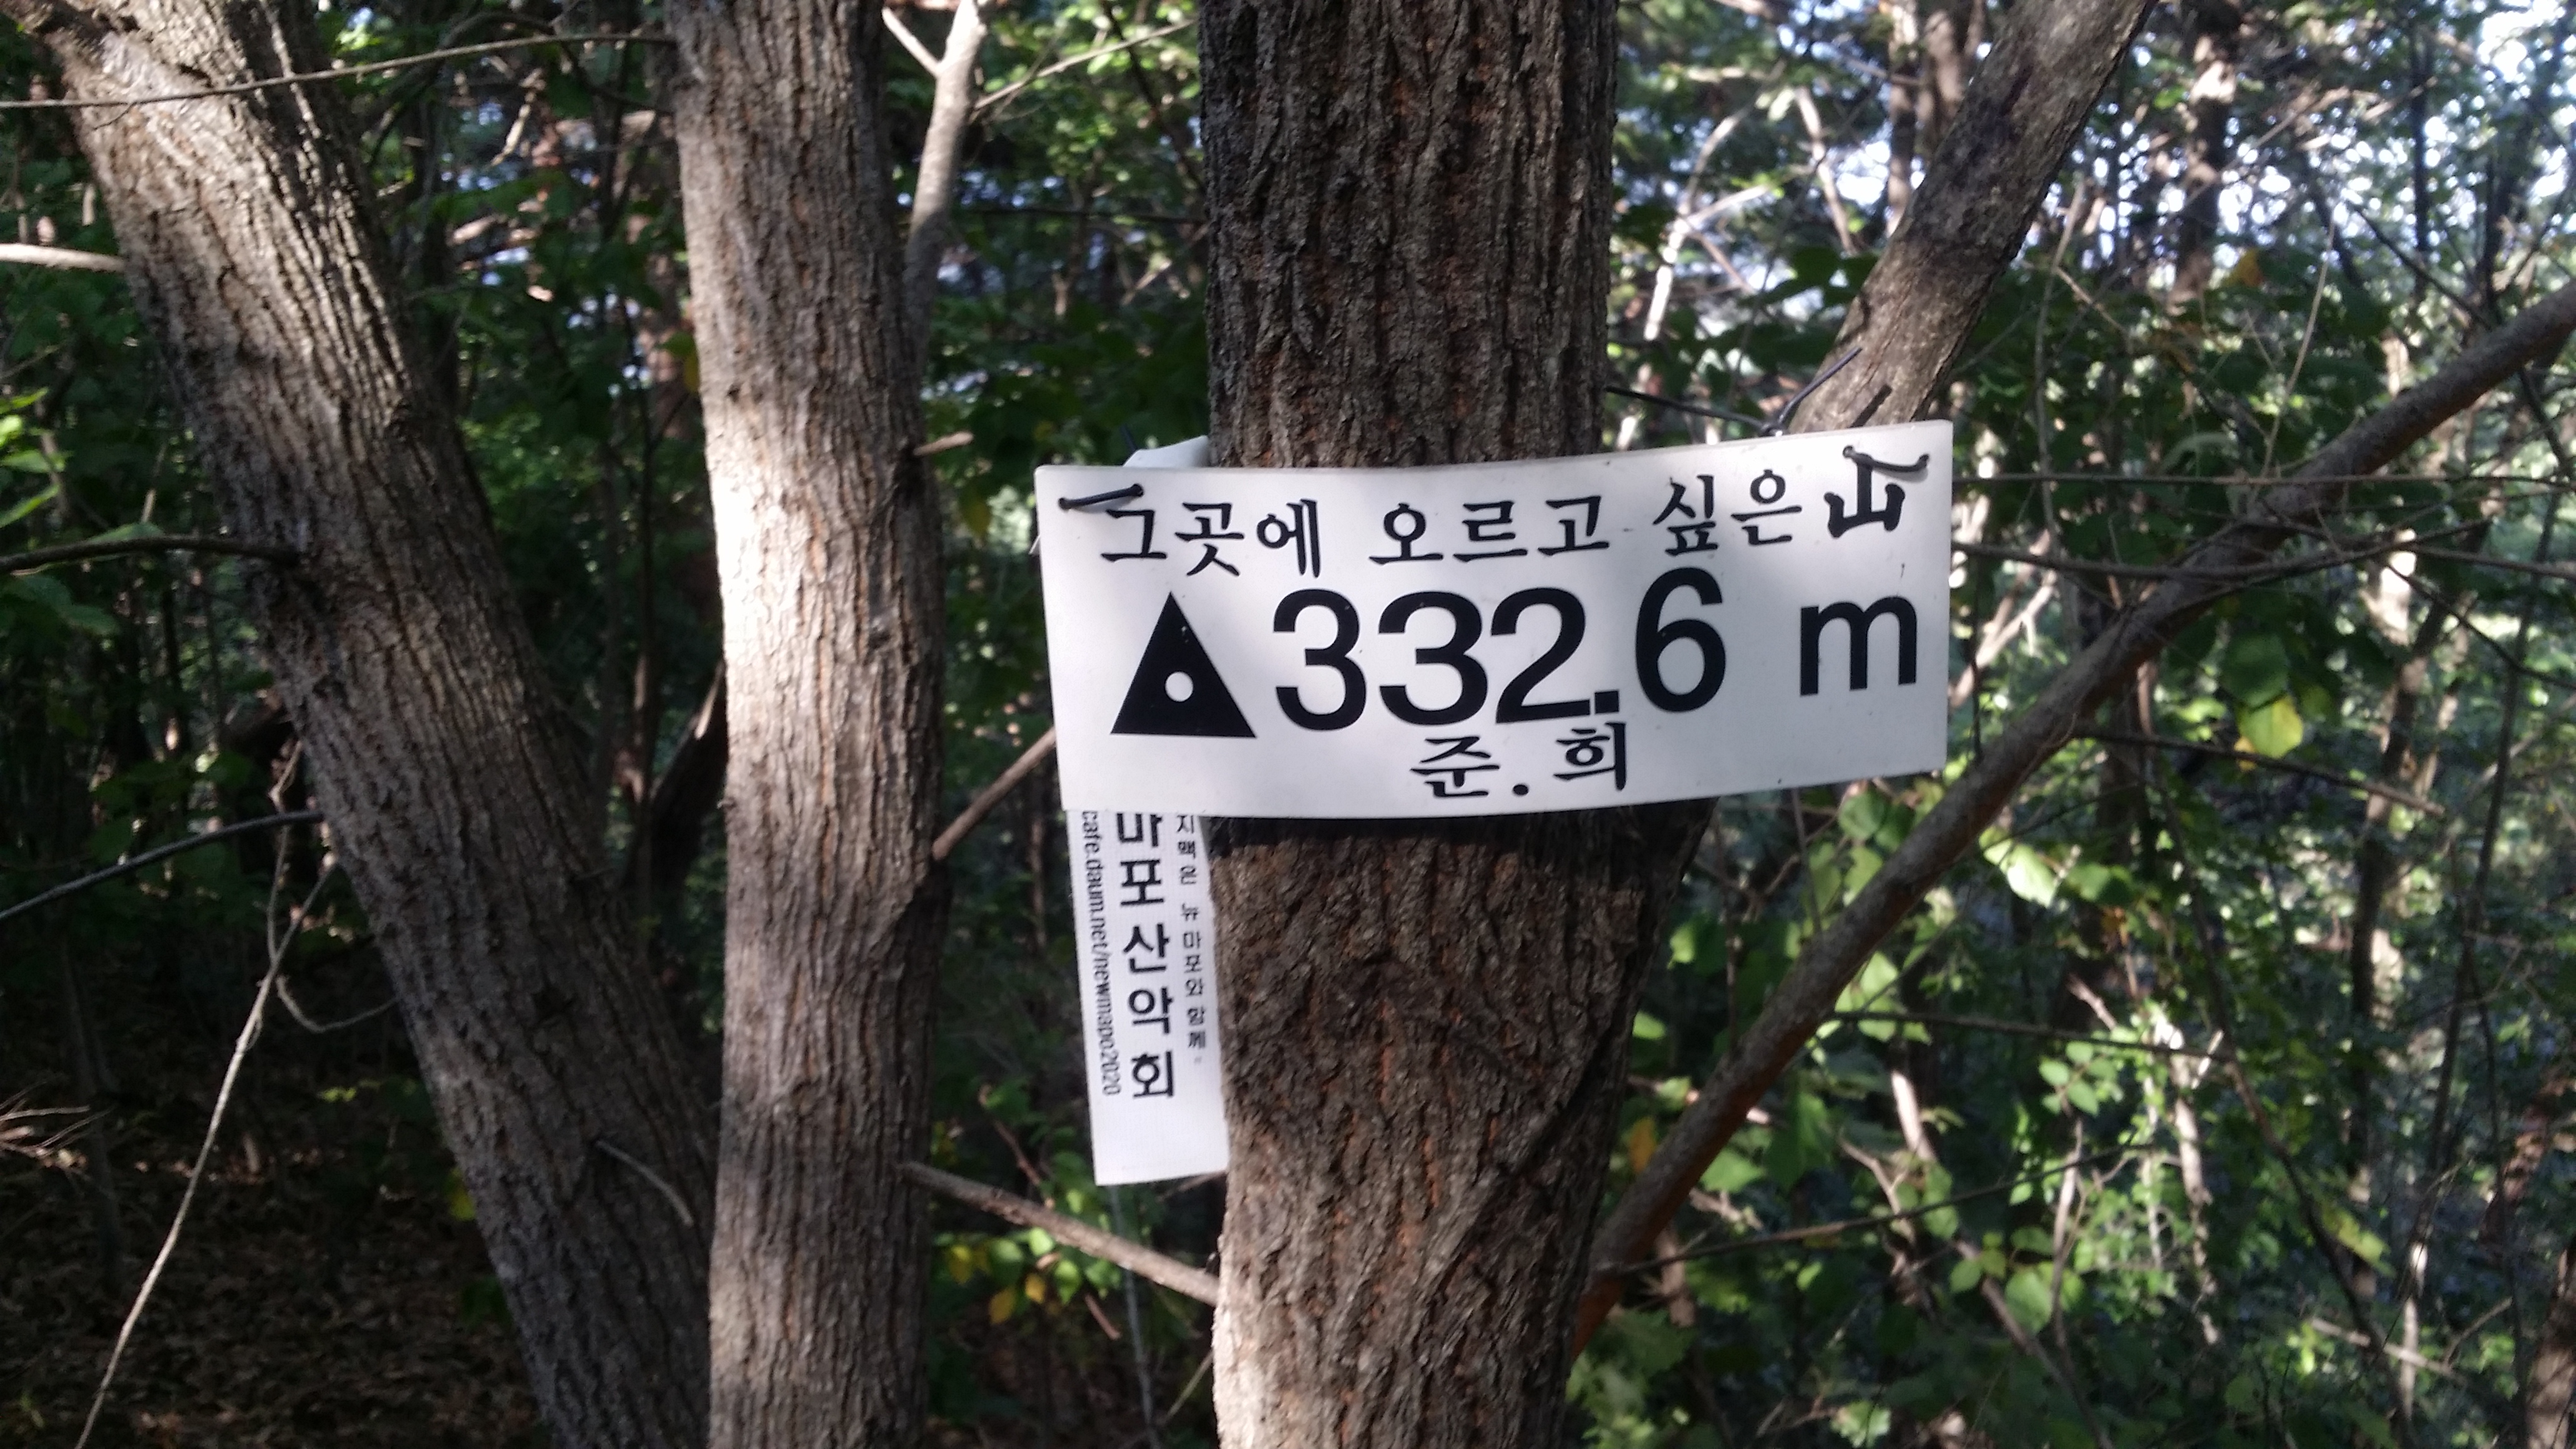 그곳에 오르고 싶은 山
▲332.6 m
준.희
지맥은 뉴마포와 함께
마포산악회
cafe.daum.net/newmapo2020